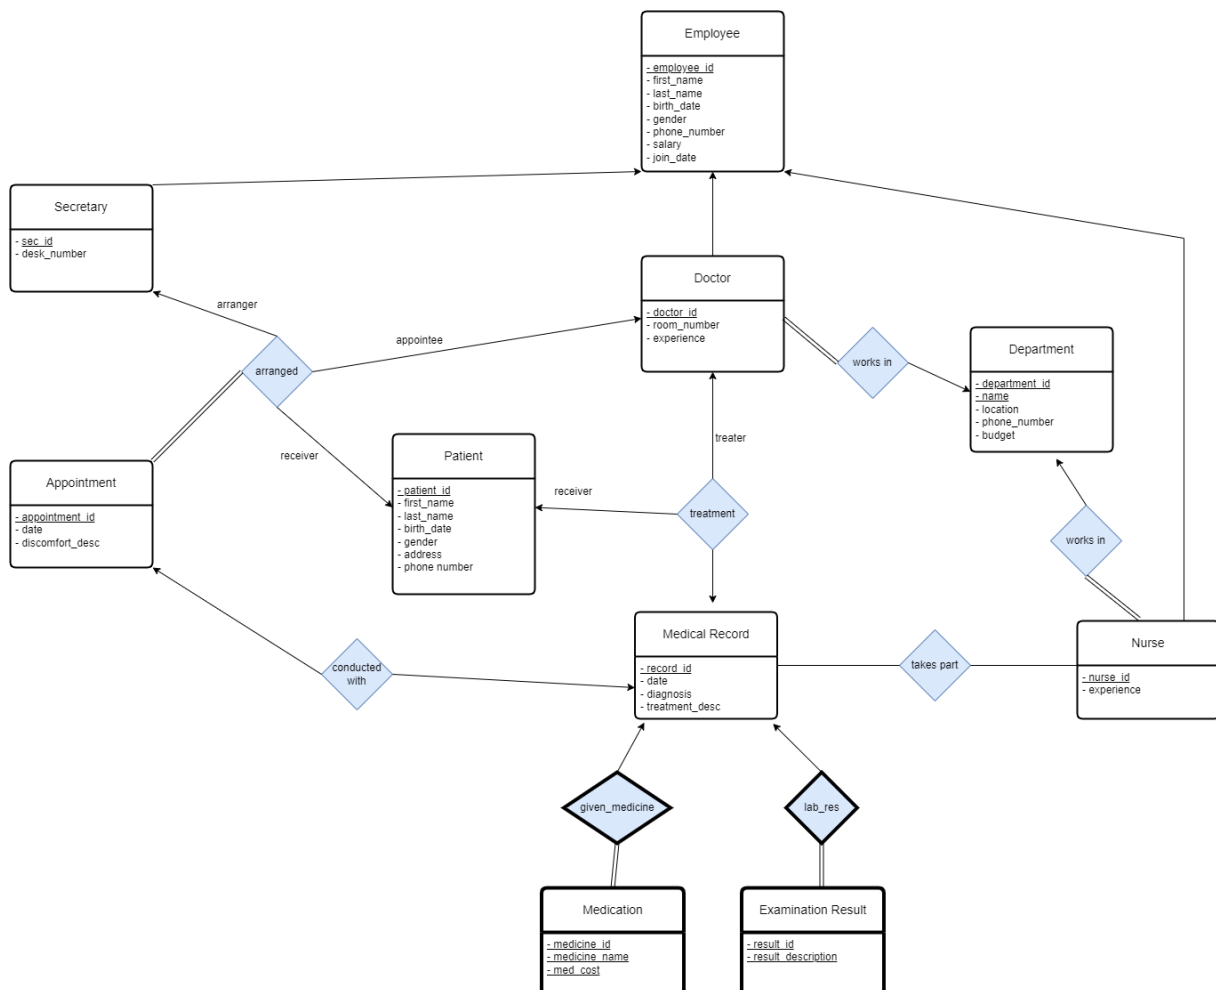 Employee
- employee_id
- first_name
- last_name
- birth_date
- gender
- phone_number
- salary
- join_date
Secretary
- sec_id
- desk_number
arranger
Doctor
- doctor_id
- room_number
- experience
appointee
arranged
works in
Department
- department_id
- name
- location
- phone_number
- budget
treater
receiver
Patient
- patient_id
- first_name
- last_name
- birth_date
- gender
- address
- phone number
receiver
treatment
Appointment
- appointment_id
- date
- discomfort_desc
works in
conducted
with
Medical Record
- record_id
- date
- diagnosis
- treatment_desc
takes part
Nurse
- nurse_id
- experience
given_medicine
lab_res
Medication
- medicine_id
- medicine_name
- med_cost
Examination Result
- result_id
- result_description